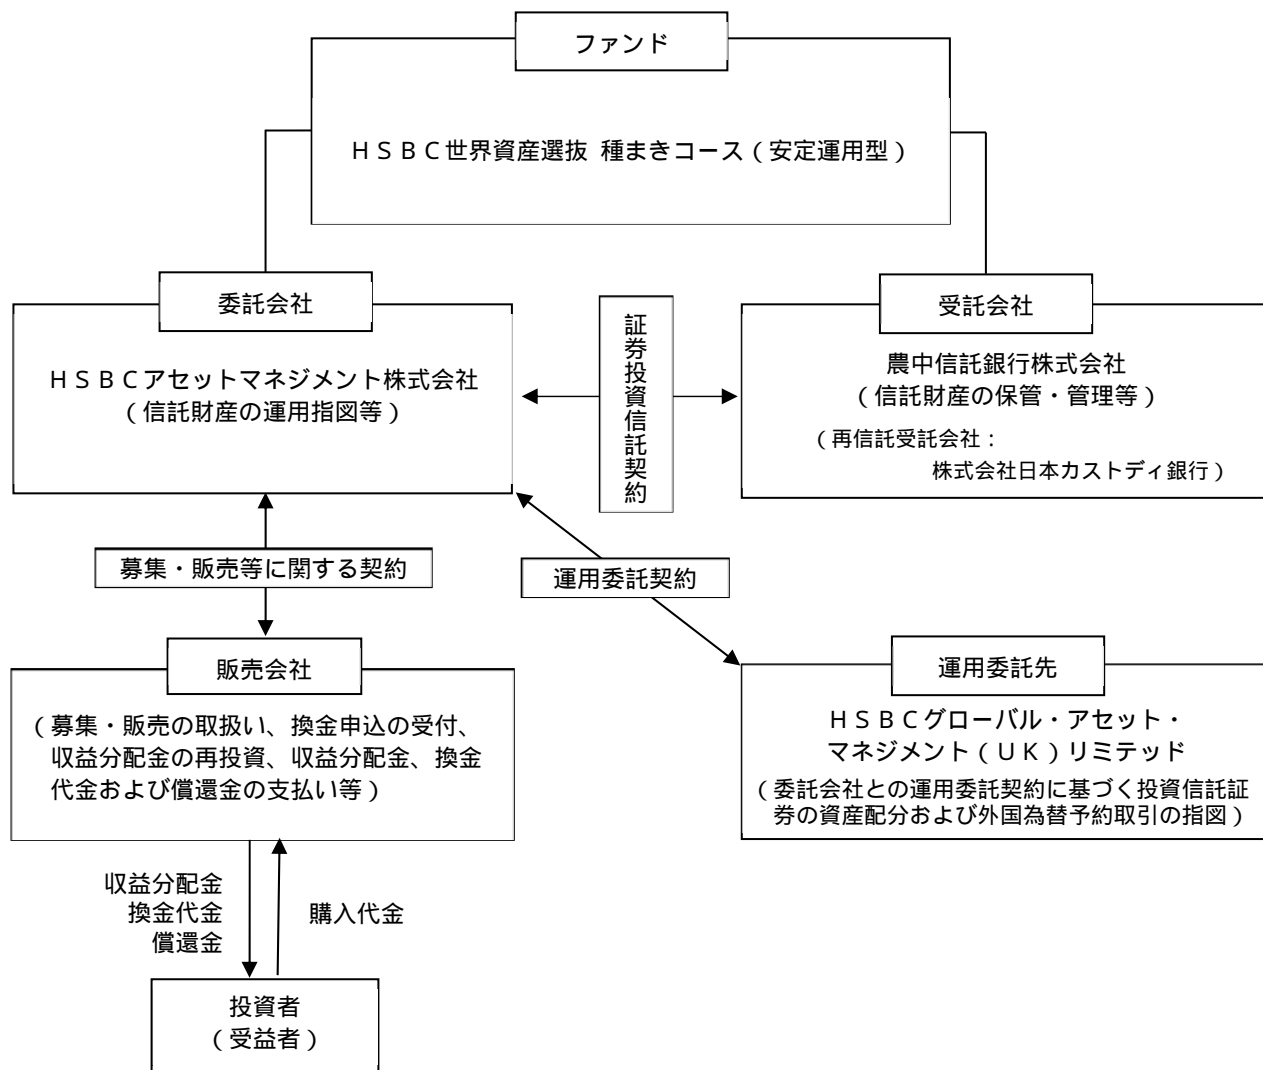 ファンド
ＨＳＢＣ世界資産選抜 種まきコース（安定運用型）
委託会社
ＨＳＢＣアセットマネジメント株式会社
（信託財産の運用指図等）
証券投資信託契約
受託会社
農中信託銀行株式会社
（信託財産の保管・管理等）
（再信託受託会社：
株式会社日本カストディ銀行）
募集・販売等に関する契約
運用委託契約
販売会社
（募集・販売の取扱い、換金申込の受付、
収益分配金の再投資、収益分配金、換金
代金および償還金の支払い等）
運用委託先
ＨＳＢＣグローバル・アセット・
マネジメント（ＵＫ）リミテッド
（委託会社との運用委託契約に基づく投資信託証
券の資産配分および外国為替予約取引の指図）
収益分配金
換金代金
償還金
購入代金
投資者
（受益者）